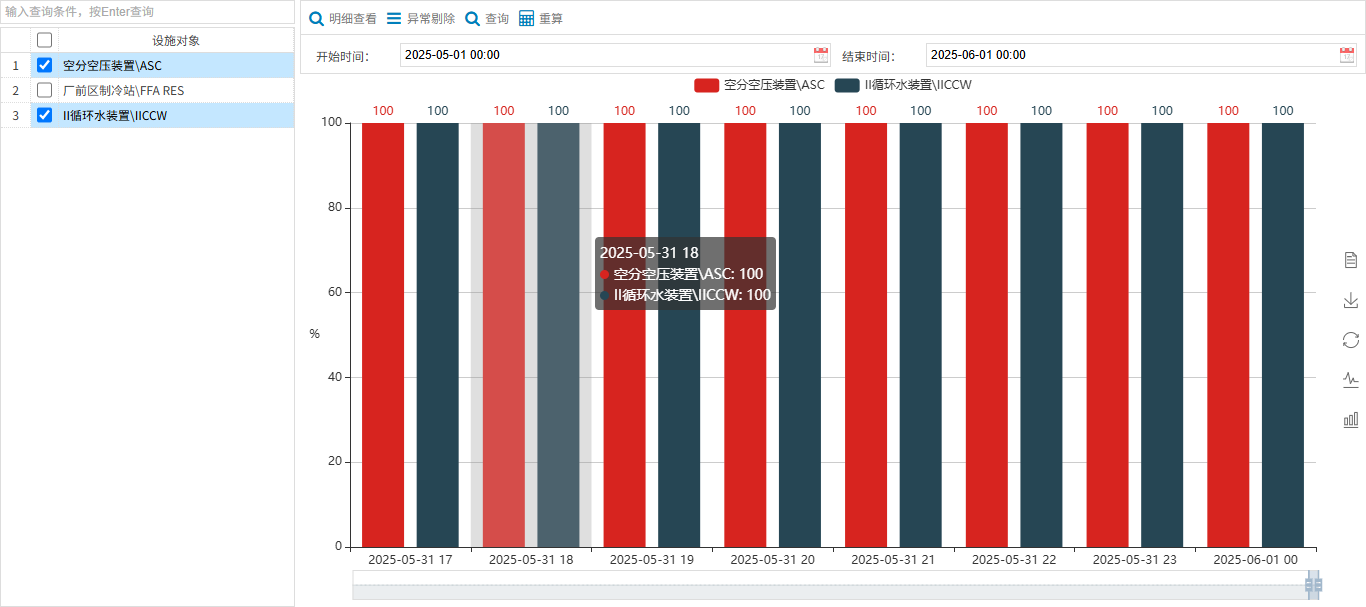 输入查询条件，按Enter查询
设施对象
1 空分空压装置\ASC
2 厂前区制冷站\FFA RES
3 II循环水装置\IICCW
明细查看 异常剔除 查询 重算
开始时间： 2025-05-01 00:00 结束时间： 2025-06-01 00:00
空分空压装置\ASC II循环水装置\IICCW
100 100 100 100 100 100 100 100 100 100 100 100 100 100 100 100
100
80
60
%
40
20
0
2025-05-31 18
空分空压装置\ASC: 100
II循环水装置\IICCW: 100
2025-05-31 17 2025-05-31 18 2025-05-31 19 2025-05-31 20 2025-05-31 21 2025-05-31 22 2025-05-31 23 2025-06-01 00